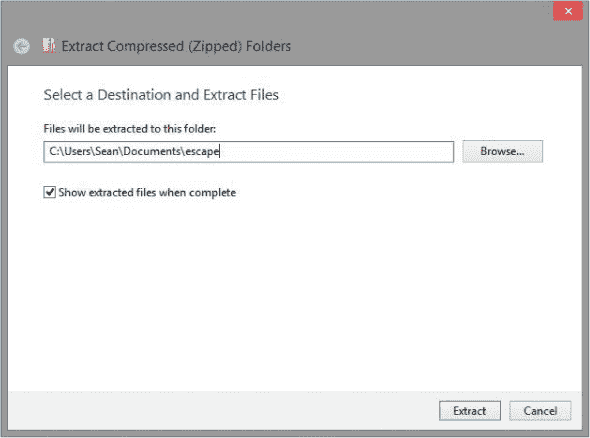 Extract Compressed (Zipped) Folders
Select a Destination and Extract Files
Files will be extracted to this folder:
C:\Users\Sean\Documents\escape
Browse...
Show extracted files when complete
Extract
Cancel